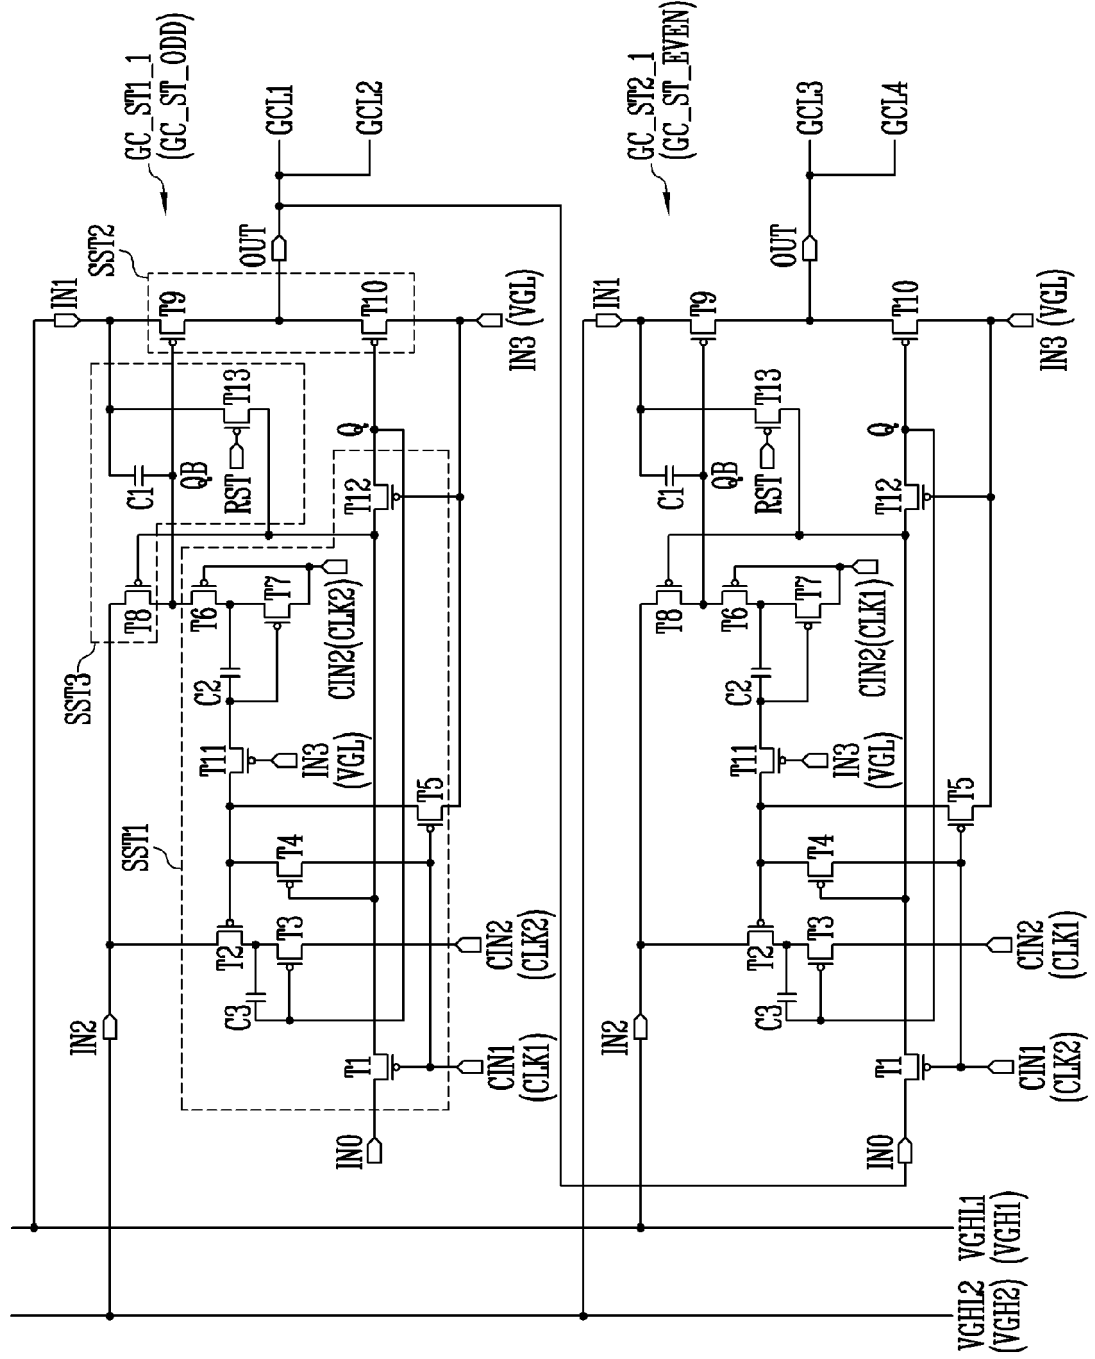 GC_ST1_1
(GC_ST_ODD)
GCL1
GCL2
SST2
OUT
IN1
T9
T10
IN3 (VGL)
T13
RST
C1
QB
Q
T12
SST3
T8
T6
T7
CIN2(CLK2)
C2
T11
IN3
(VGL)
SST1
T5
T4
T3
T2
C3
CIN2
(CLK2)
IN2
T1
CIN1
(CLK1)
IN0
GC_ST2_1
(GC_ST_EVEN)
GCL3
GCL4
OUT
IN1
T9
T10
IN3 (VGL)
T13
RST
C1
QB
Q
T12
T8
T6
T7
CIN2(CLK1)
C2
T11
IN3
(VGL)
T5
T4
T3
T2
C3
CIN2
(CLK1)
IN2
T1
CIN1
(CLK2)
IN0
VGHL1
(VGH1)
VGHL2
(VGH2)